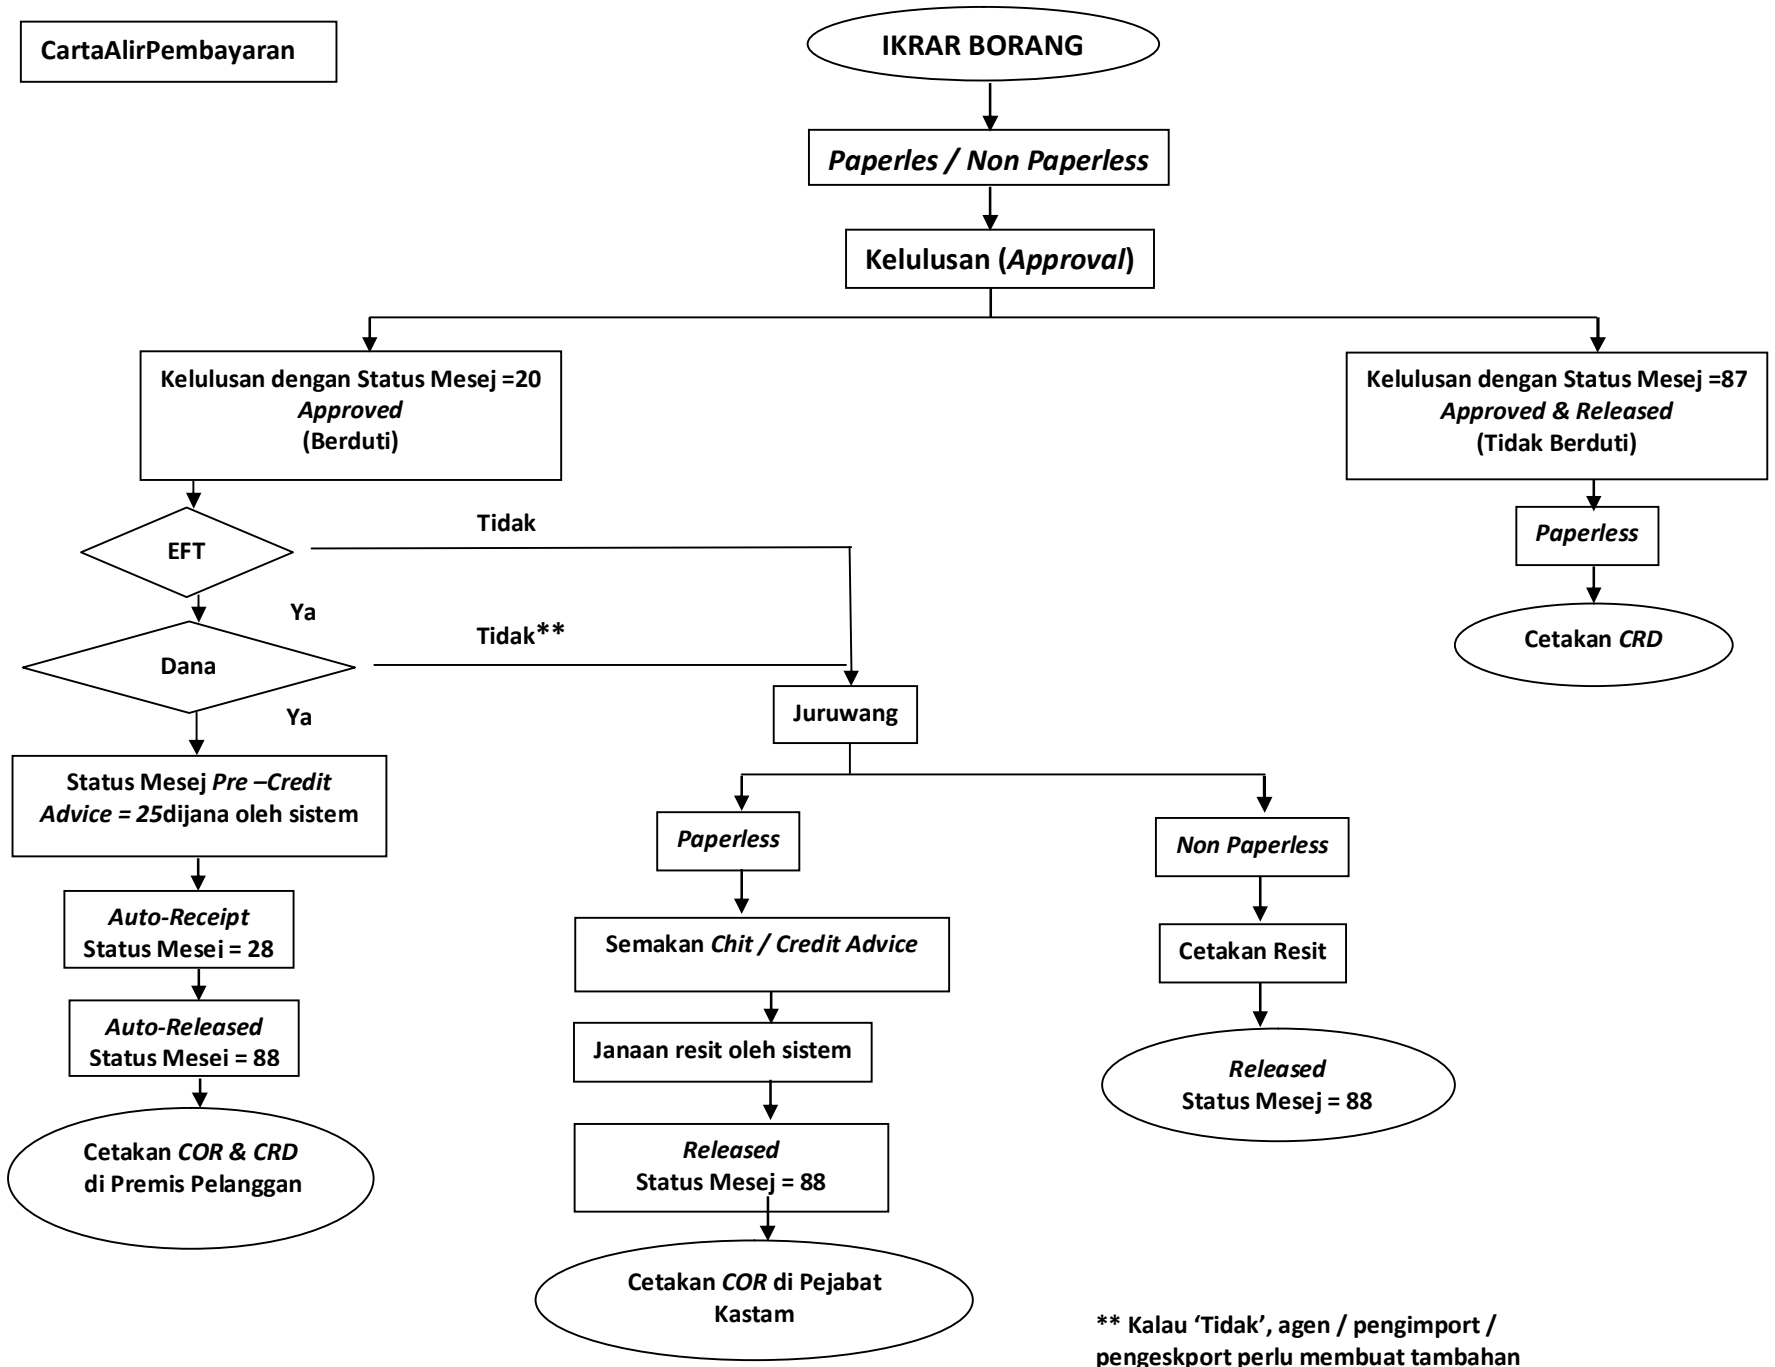 CartaAlirPembayaran
IKRAR BORANG
Paperles / Non Paperless
Kelulusan (Approval)
Kelulusan dengan Status Mesej =20
Approved
(Berduti)
Kelulusan dengan Status Mesej =87
Approved & Released
(Tidak Berduti)
EFT
Tidak
Ya
Dana
Tidak**
Ya
Paperless
Cetakan CRD
Juruwang
Status Mesej Pre –Credit
Advice = 25dijana oleh sistem
Auto-Receipt
Status Mesej = 28
Auto-Released
Status Mesej = 88
Cetakan COR & CRD
di Premis Pelanggan
Paperless
Semakan Chit / Credit Advice
Janaan resit oleh sistem
Released
Status Mesej = 88
Cetakan COR di Pejabat
Kastam
Non Paperless
Cetakan Resit
Released
Status Mesej = 88
** Kalau ‘Tidak’, agen / pengimport /
pengeskport perlu membuat tambahan